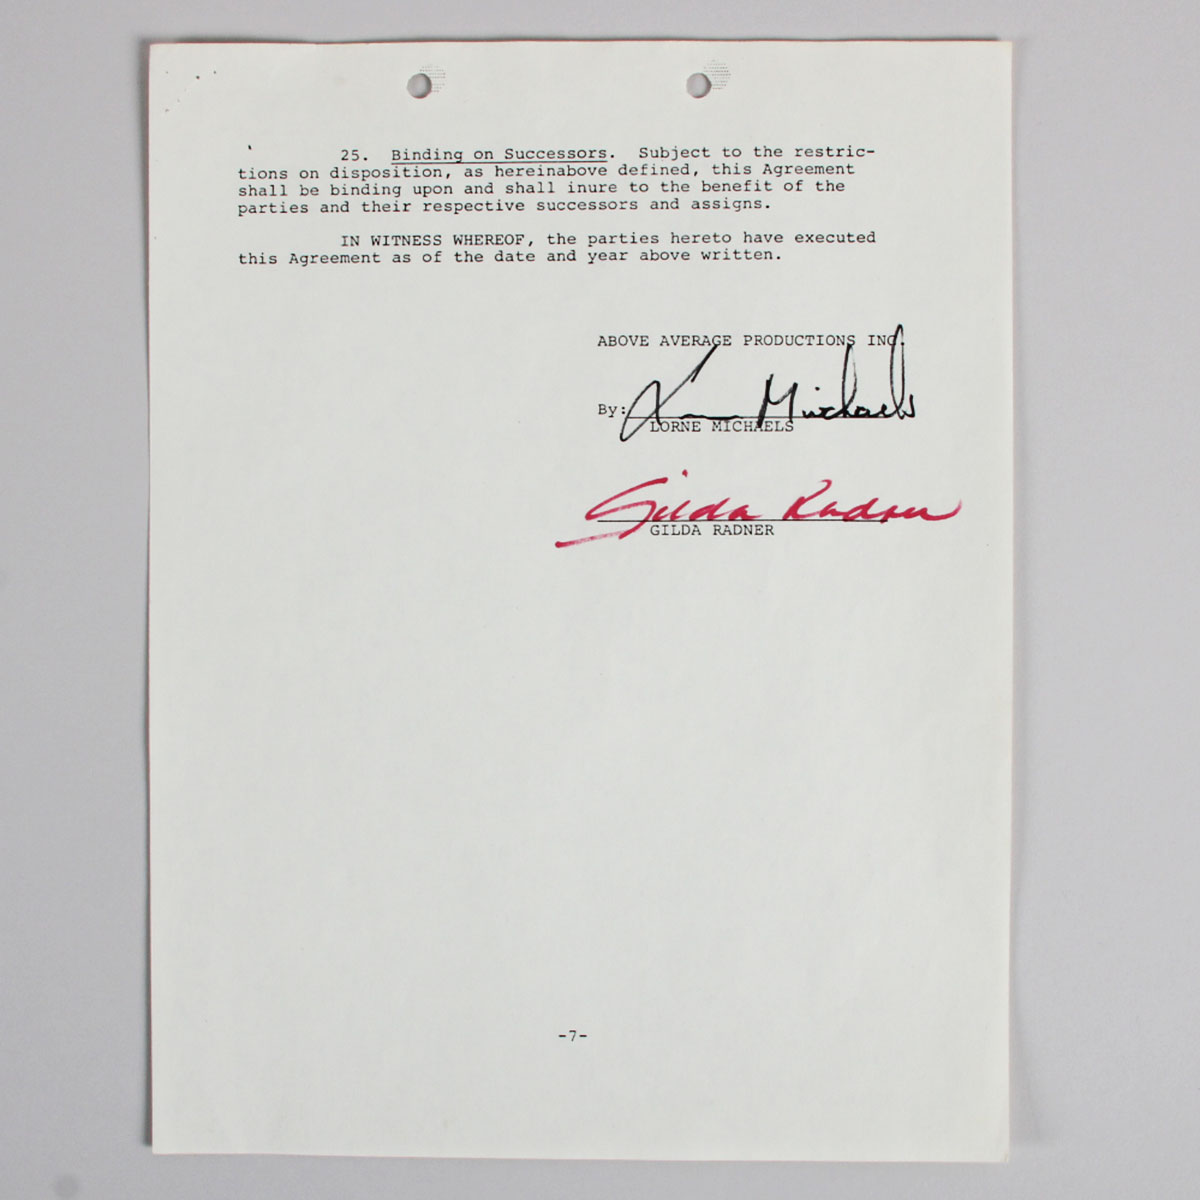 25. Binding on Successors. Subject to the restric-
tions on disposition, as hereinabove defined, this Agreement
shall be binding upon and shall inure to the benefit of the
parties and their respective successors and assigns.
IN WITNESS WHEREOF, the parties hereto have executed
this Agreement as of the date and year above written.
ABOVE AVERAGE PRODUCTIONS INC.
By: Lorne Michaels
LORNE MICHAELS
Gilda Radner
GILDA RADNER
-7-